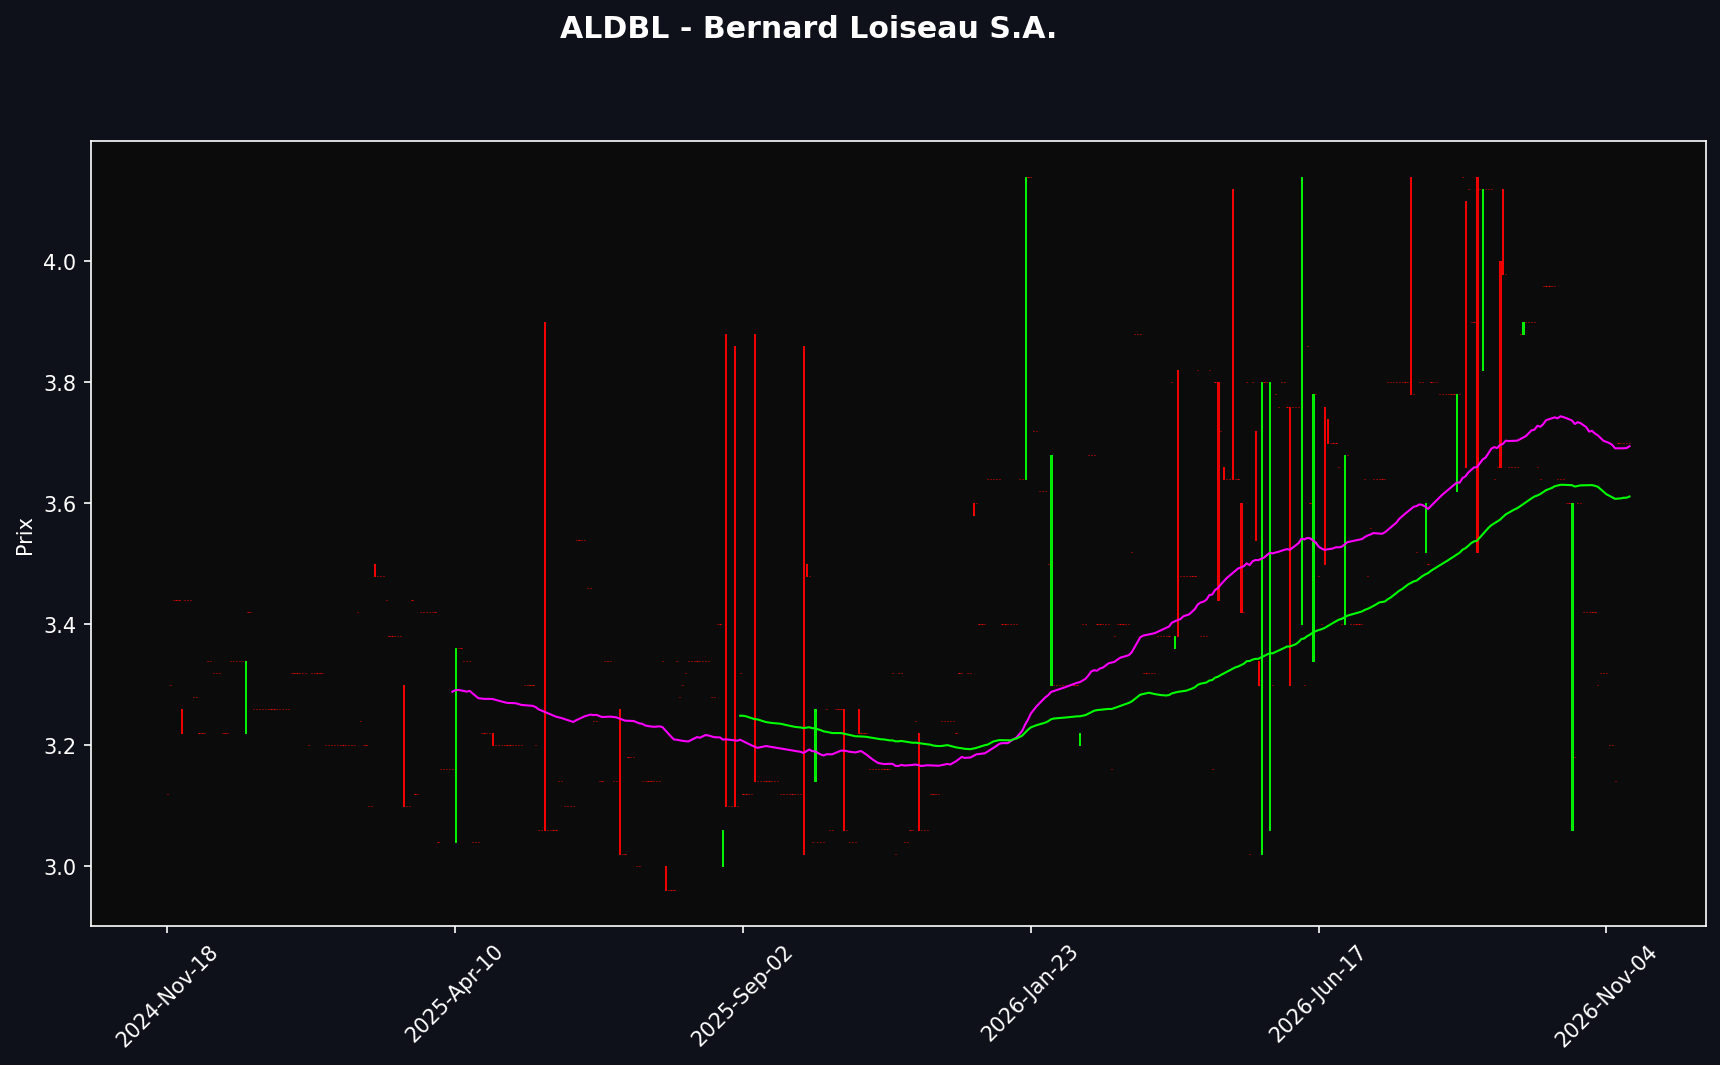 ALDBL - Bernard Loiseau S.A.
Prix
4.0
3.8
3.6
3.4
3.2
3.0
2024-Nov-18
2025-Apr-10
2025-Sep-02
2026-Jan-23
2026-Jun-17
2026-Nov-04